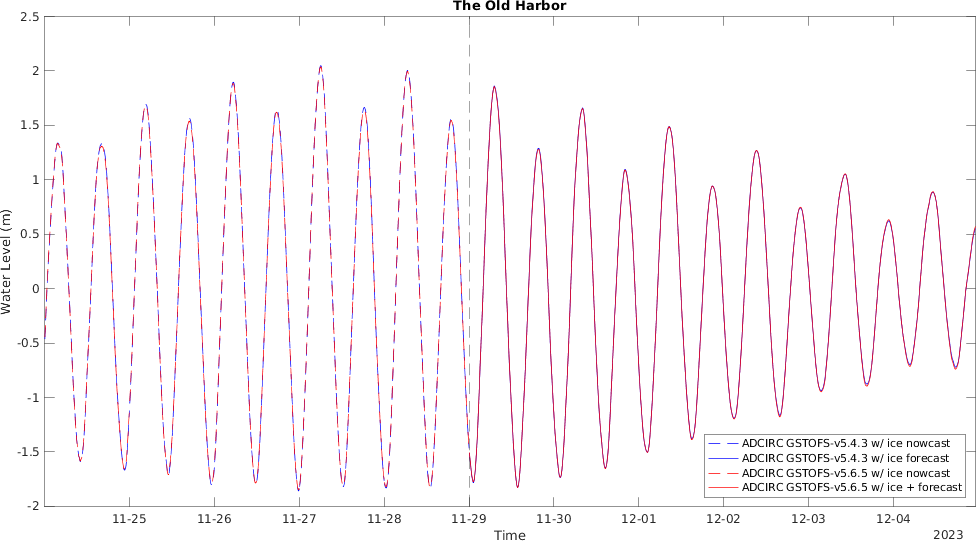 The Old Harbor
2.5
2
1.5
1
0.5
0
-0.5
-1
-1.5
-2
Water Level (m)
ADCIRC GSTOFS-v5.4.3 w/ ice nowcast
ADCIRC GSTOFS-v5.4.3 w/ ice forecast
ADCIRC GSTOFS-v5.6.5 w/ ice nowcast
ADCIRC GSTOFS-v5.6.5 w/ ice + forecast
11-25 11-26 11-27 11-28 11-29 11-30 12-01 12-02 12-03 12-04
Time
2023